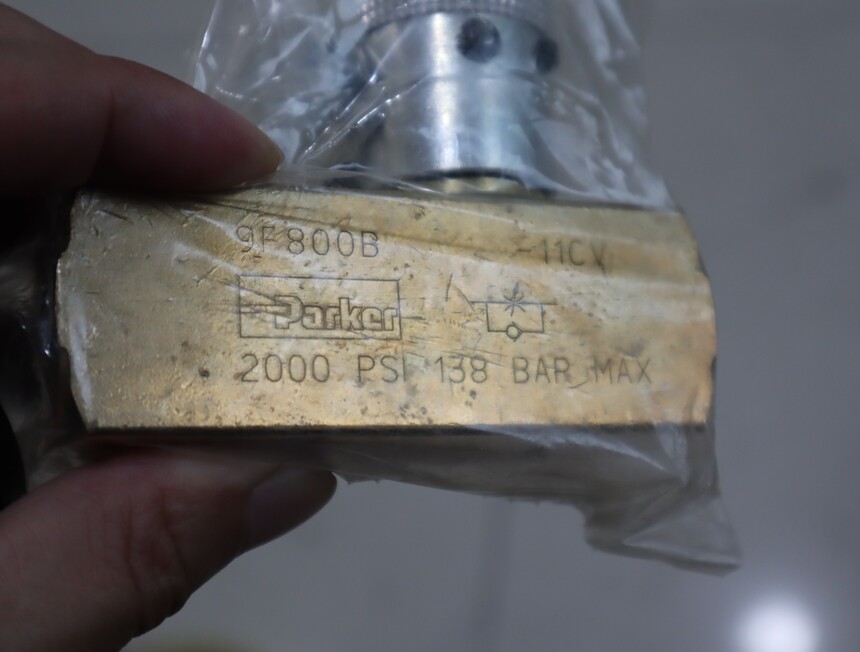 9F800B 11CV
Parker
2000 PSI 138 BAR MAX